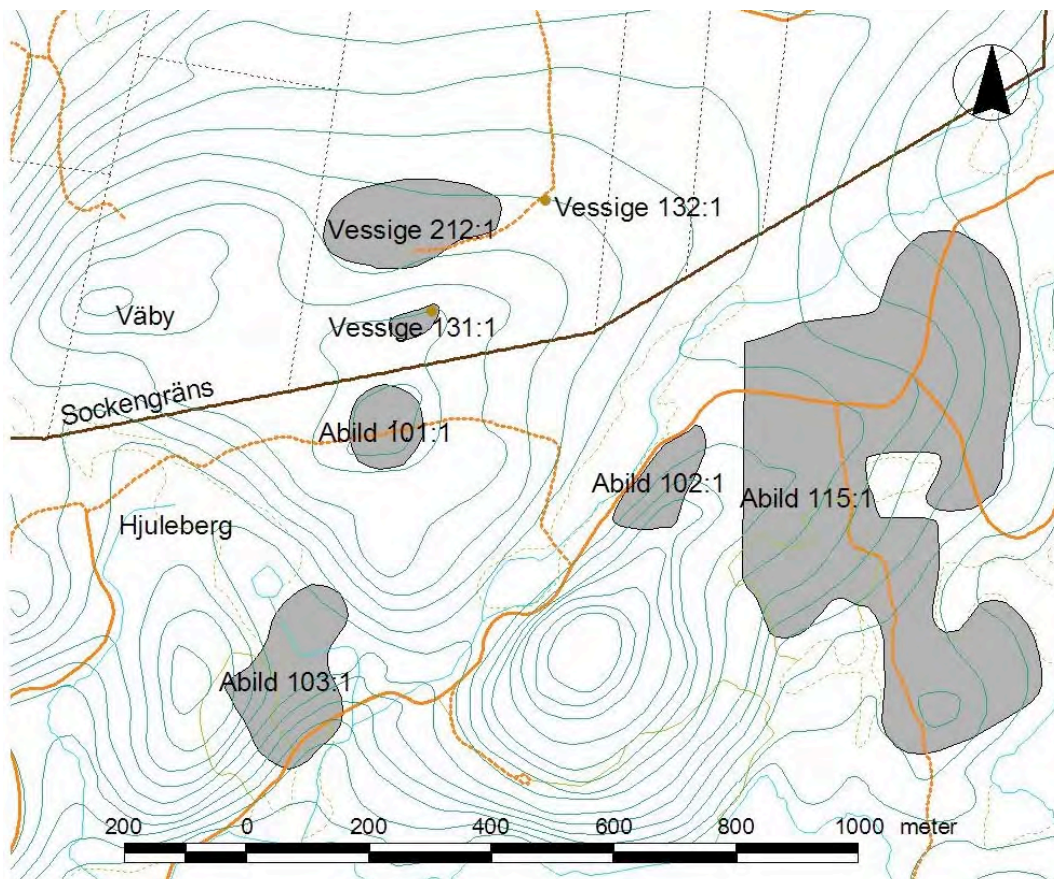 Vessige 132:1
Vessige 212:1
Väby
Vessige 131:1
Sockengräns
Abild 101:1
Abild 102:1
Abild 115:1
Hjuleberg
Abild 103:1
200 0 200 400 600 800 1000 meter